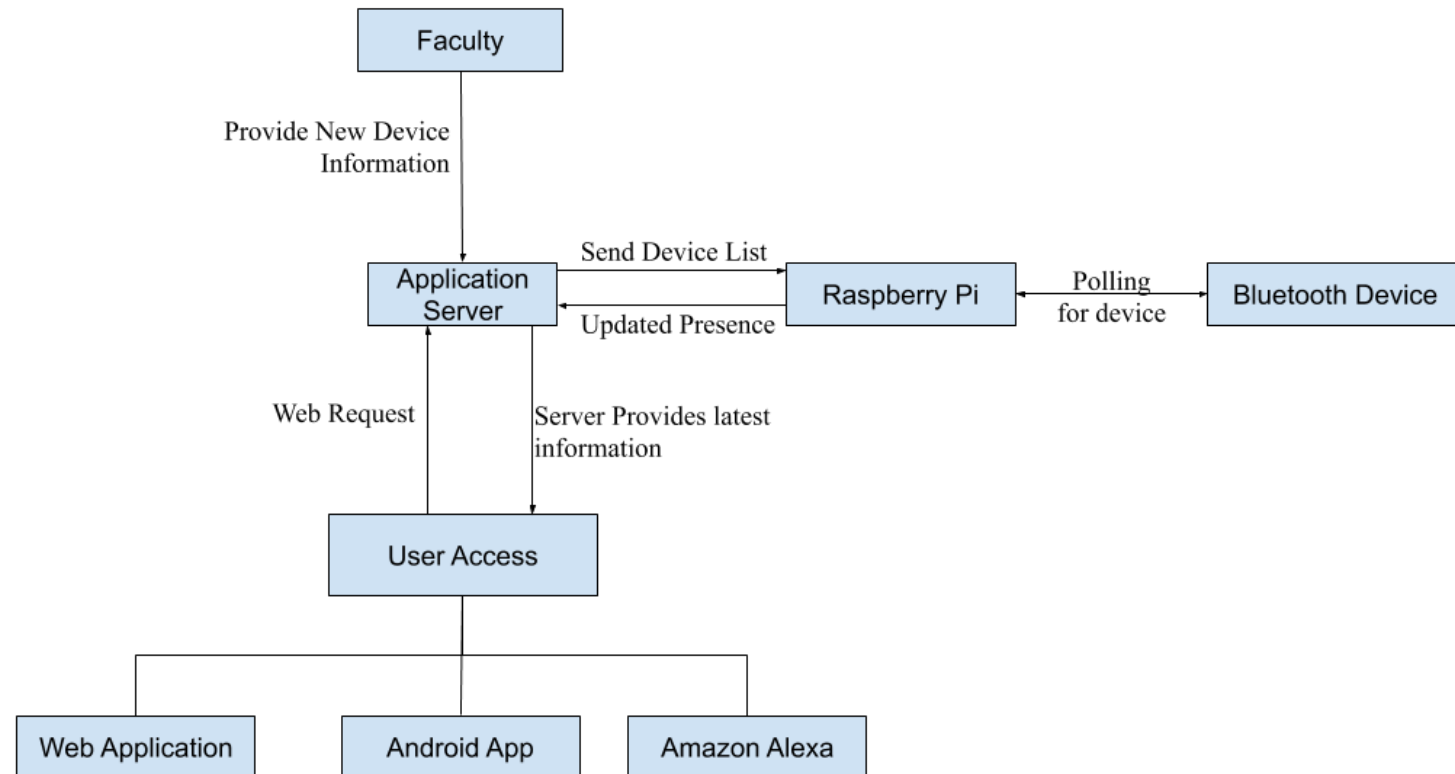 Faculty
Provide New Device
Information
Send Device List
Application
Server
Raspberry Pi
Polling
for device
Bluetooth Device
Updated Presence
Web Request
Server Provides latest
information
User Access
Web Application
Android App
Amazon Alexa